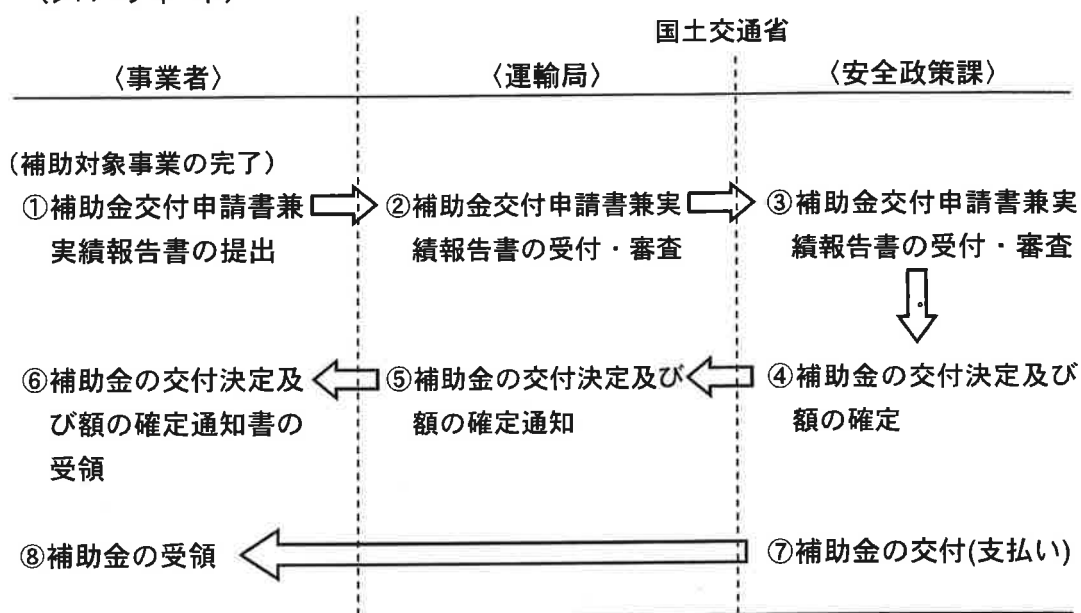 国土交通省
〈事業者〉
〈運輸局〉
〈安全政策課〉
(補助対象事業の完了)
①補助金交付申請書兼
実績報告書の提出
②補助金交付申請書兼実
績報告書の受付・審査
③補助金交付申請書兼実
績報告書の受付・審査
④補助金の交付決定及び
額の確定
⑤補助金の交付決定及び
額の確定通知
⑥補助金の交付決定及
び額の確定通知書の
受領
⑦補助金の交付(支払い)
⑧補助金の受領